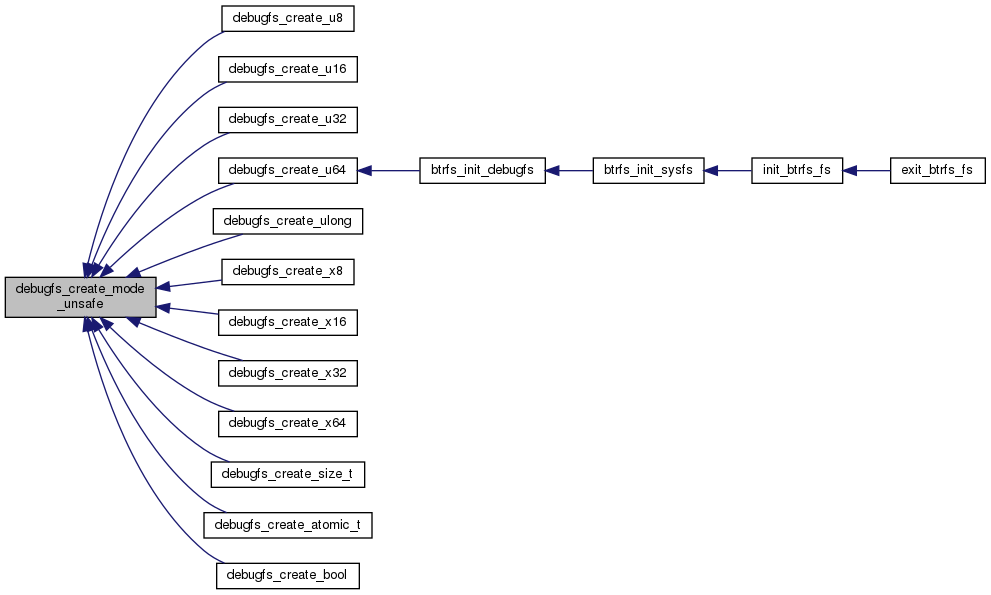 debugfs_create_u8
debugfs_create_u16
debugfs_create_u32
debugfs_create_u64
btrfs_init_debugfs
btrfs_init_sysfs
init_btrfs_fs
exit_btrfs_fs
debugfs_create_ulong
debugfs_create_x8
debugfs_create_mode
_unsafe
debugfs_create_x16
debugfs_create_x32
debugfs_create_x64
debugfs_create_size_t
debugfs_create_atomic_t
debugfs_create_bool